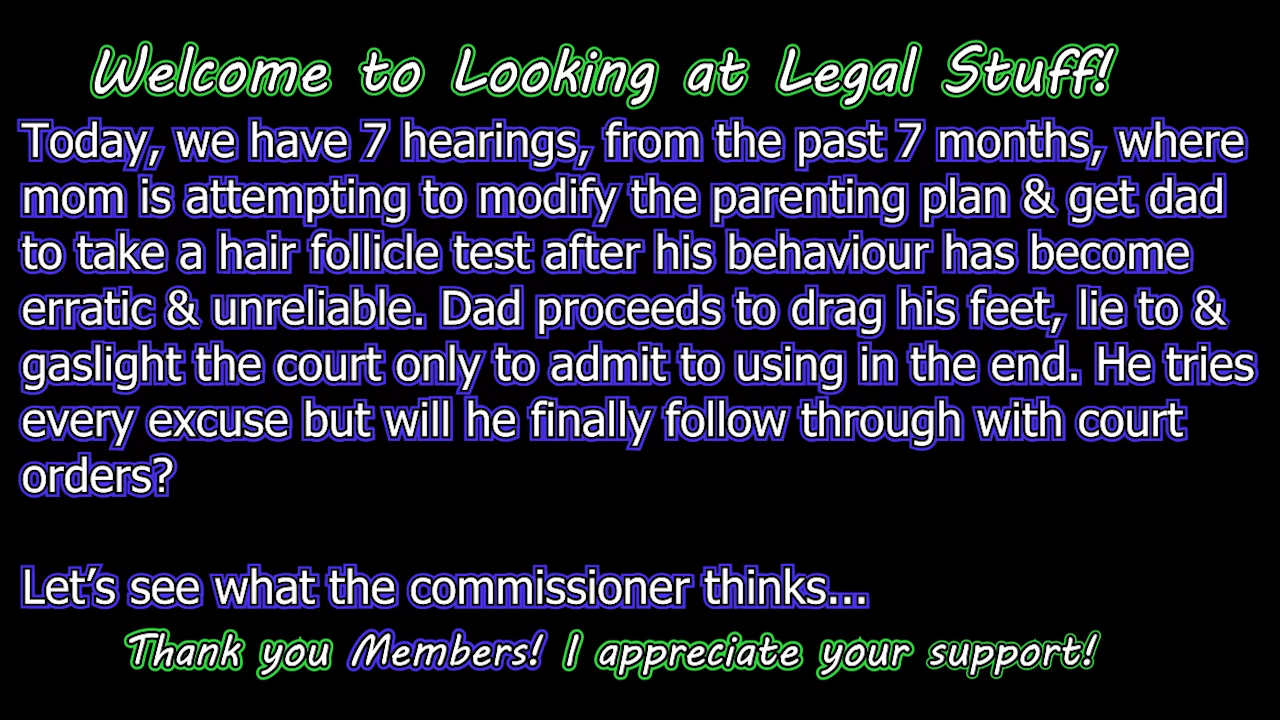 Welcome to Looking at Legal Stuff!
Today, we have 7 hearings, from the past 7 months, where
mom is attempting to modify the parenting plan & get dad
to take a hair follicle test after his behaviour has become
erratic & unreliable. Dad proceeds to drag his feet, lie to &
gaslight the court only to admit to using in the end. He tries
every excuse but will he finally follow through with court
orders?
Let’s see what the commissioner thinks...
Thank you Members! I appreciate your support!